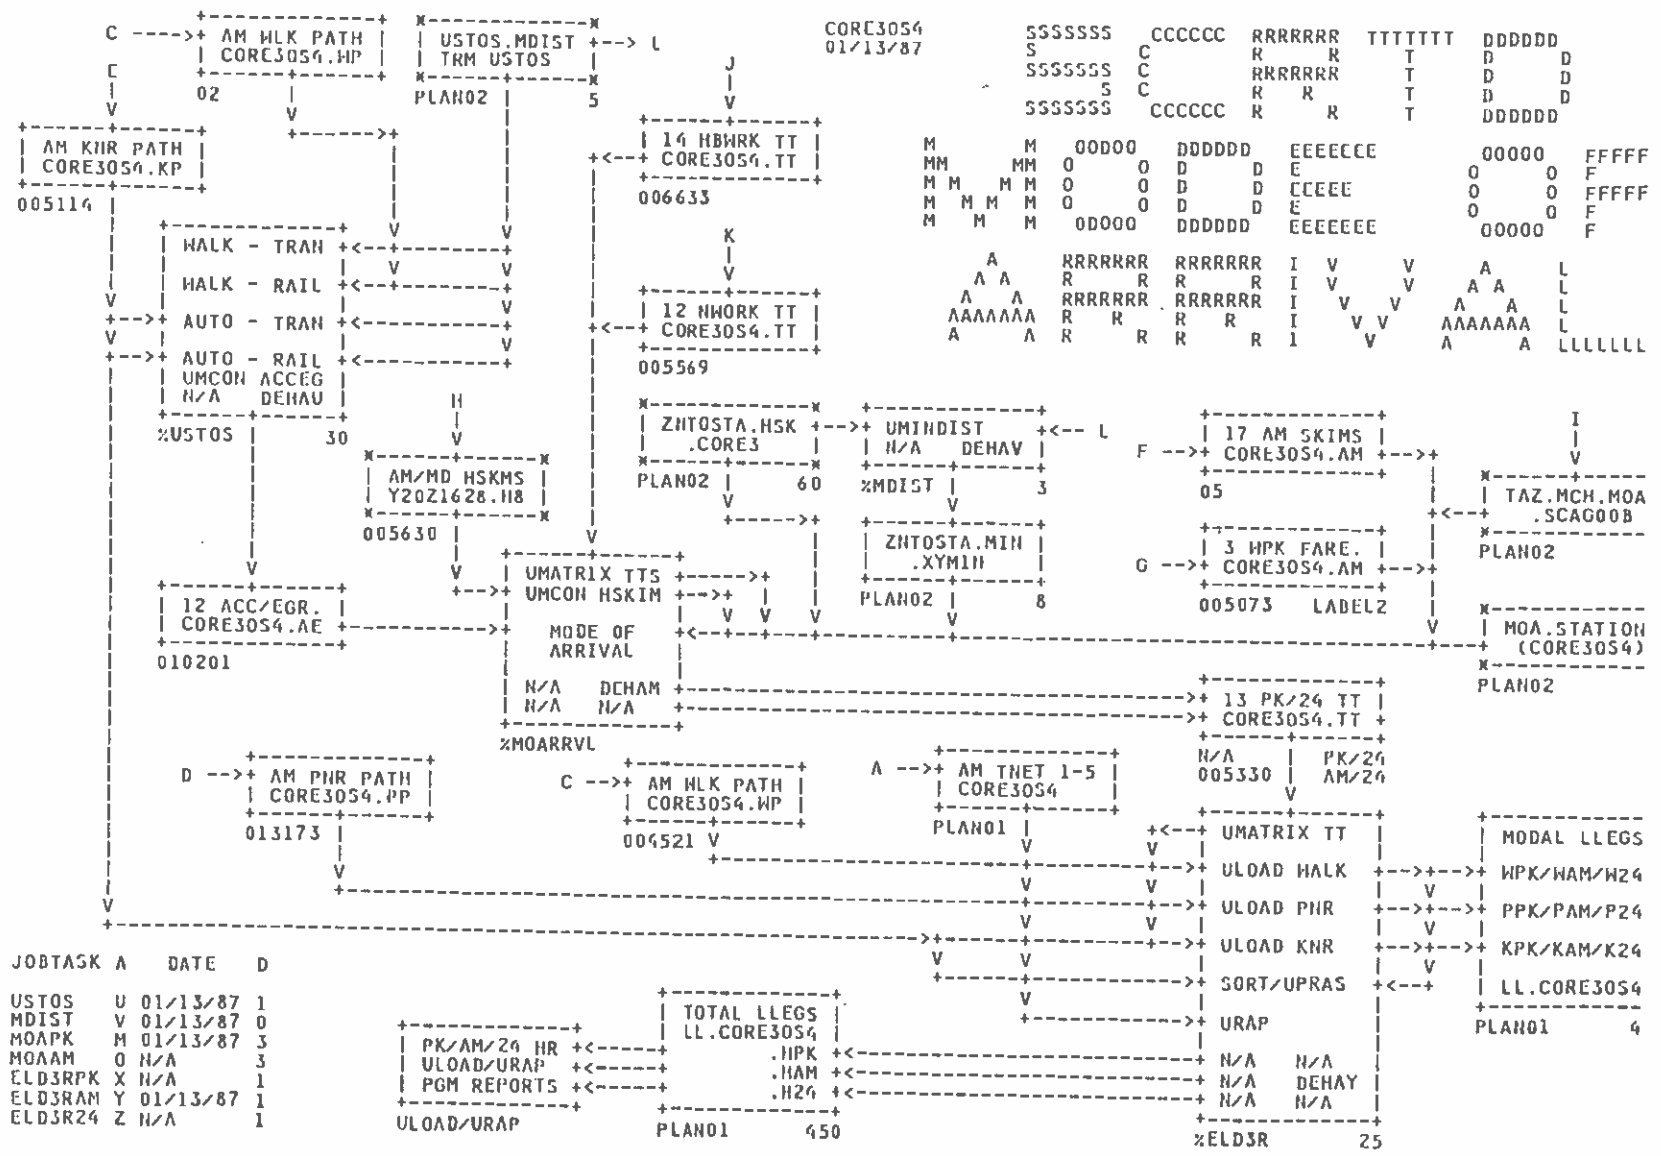 CORE30S4
01/13/87
SCRTD
MODE OF
ARRIVAL
C
AM WLK PATH
CORE30S4.WP
02
USTOS.MDIST
TRM USTOS
PLAN02 5
L
E
AM KNR PATH
CORE30S4.KP
005114
J
14 HBWRK TT
CORE30S4.TT
006633
K
12 NWORK TT
CORE30S4.TT
005569
WALK - TRAN
WALK - RAIL
AUTO - TRAN
AUTO - RAIL
UMCON ACCEG
N/A DEHAU
%USTOS 30
H
AM/MD HSKMS
Y20Z1628.H8
005630
ZNTOSTA.HSK
.CORE3
PLAN02 60
UMINDIST
N/A DEHAV
%MDIST 3
L
F
17 AM SKIMS
CORE30S4.AM
05
I
TAZ.MCH.MOA
.SCAG00B
PLAN02
ZNTOSTA.MIN
.XYMIN
PLAN02 8
G
3 WPK FARE.
CORE30S4.AM
005073 LABEL2
MOA.STATION
(CORE30S4)
PLAN02
12 ACC/EGR.
CORE30S4.AE
010201
UMATRIX TTS
UMCON HSKIM
MODE OF
ARRIVAL
N/A DEHAM
N/A N/A
%MOARRVL
13 PK/24 TT
CORE30S4.TT
N/A PK/24
005330 AM/24
D
AM PNR PATH
CORE30S4.PP
013173
C
AM WLK PATH
CORE30S4.WP
004521
A
AM TNET 1-5
CORE30S4
PLAN01
UMATRIX TT
ULOAD WALK
ULOAD PNR
ULOAD KNR
SORT/UPRAS
URAP
N/A N/A
N/A DEHAY
N/A N/A
%ELD3R 25
MODAL LLEGS
WPK/WAM/W24
PPK/PAM/P24
KPK/KAM/K24
LL.CORE30S4
PLAN01 4
JOBTASK A DATE D
USTOS U 01/13/87 1
MDIST V 01/13/87 0
MOAPK M 01/13/87 3
MOAAM O N/A 3
ELD3RPK X N/A 1
ELD3RAM Y 01/13/87 1
ELD3R24 Z N/A 1
PK/AM/24 HR
ULOAD/URAP
PGM REPORTS
ULOAD/URAP
TOTAL LLEGS
LL.CORE30S4
.HPK
.HAM
.H24
PLAN01 450